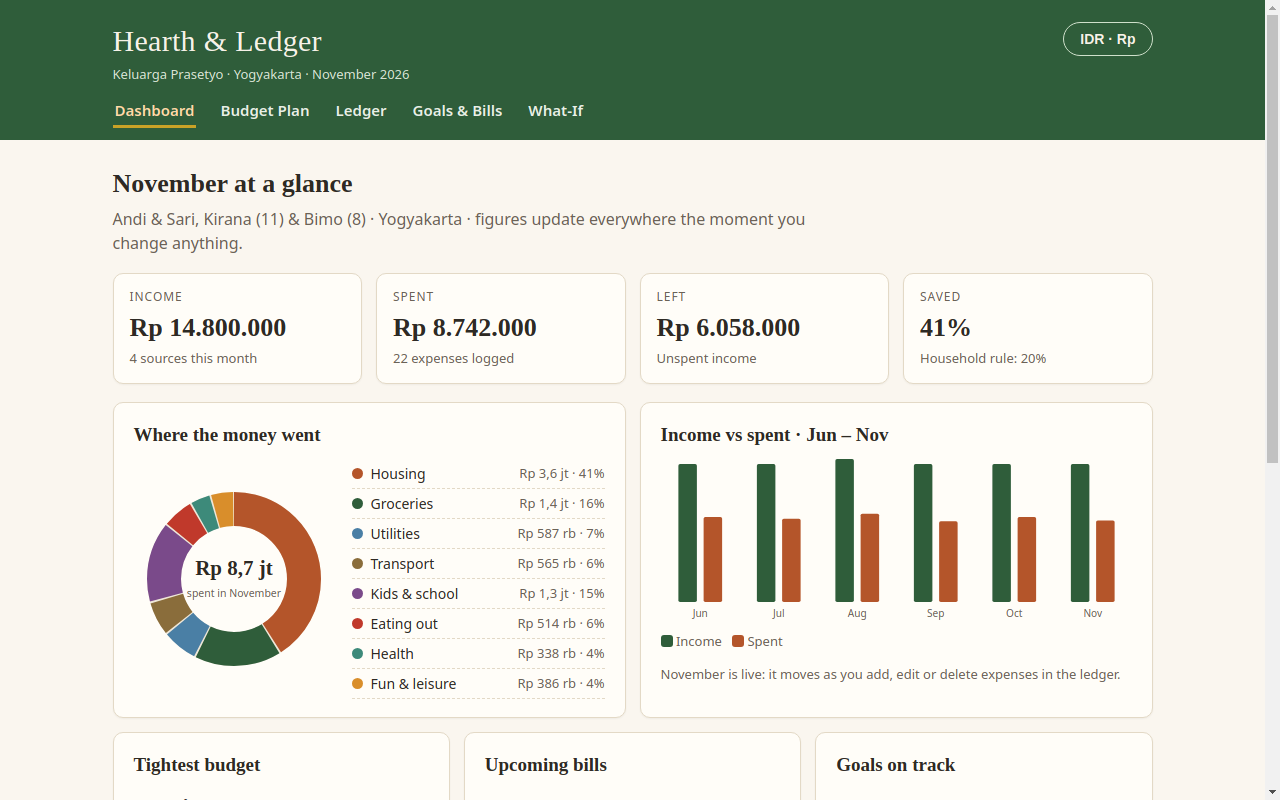 Hearth & Ledger
IDR · Rp
Keluarga Prasetyo · Yogyakarta · November 2026
Dashboard
Budget Plan
Ledger
Goals & Bills
What-If
November at a glance
Andi & Sari, Kirana (11) & Bimo (8) · Yogyakarta · figures update everywhere the moment you
change anything.
INCOME
Rp 14.800.000
4 sources this month
SPENT
Rp 8.742.000
22 expenses logged
LEFT
Rp 6.058.000
Unspent income
SAVED
41%
Household rule: 20%
Where the money went
Rp 8,7 jt
spent in November
Housing Rp 3,6 jt · 41%
Groceries Rp 1,4 jt · 16%
Utilities Rp 587 rb · 7%
Transport Rp 565 rb · 6%
Kids & school Rp 1,3 jt · 15%
Eating out Rp 514 rb · 6%
Health Rp 338 rb · 4%
Fun & leisure Rp 386 rb · 4%
Income vs spent · Jun – Nov
Jun Jul Aug Sep Oct Nov
Income Spent
November is live: it moves as you add, edit or delete expenses in the ledger.
Tightest budget
Upcoming bills
Goals on track